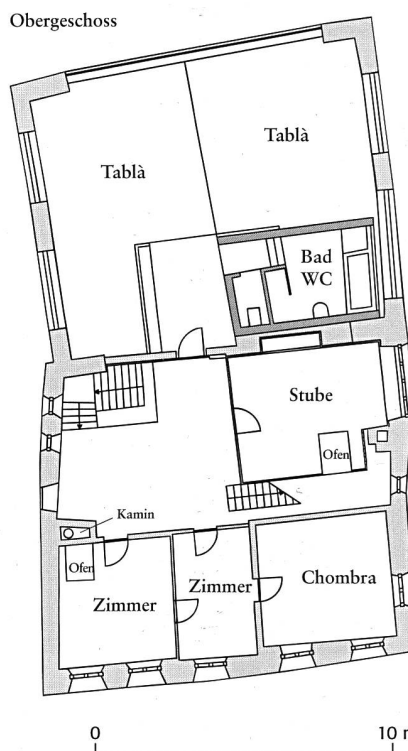 Obergeschoss
Tablà
Tablà
Bad
WC
Stube
Ofen
Kamin
Ofen
Zimmer
Zimmer
Chombra
0
10 m